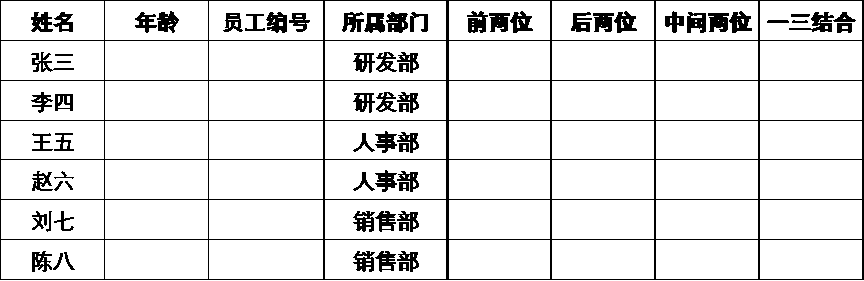 姓名 年龄 员工编号 所属部门 前两位 后两位 中间两位 一三结合
张三 研发部
李四 研发部
王五 人事部
赵六 人事部
刘七 销售部
陈八 销售部